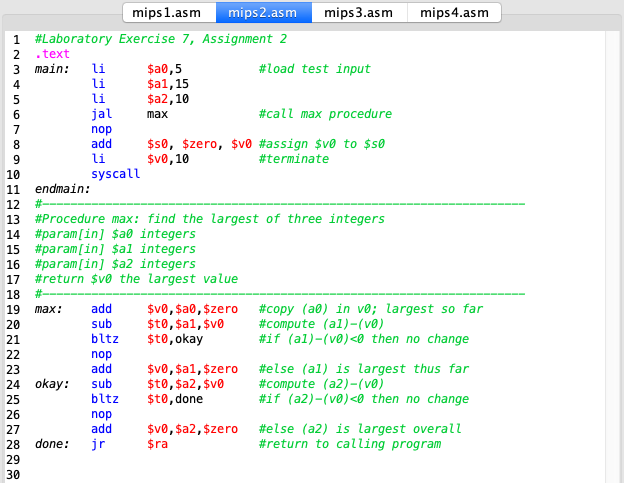 mips1.asm mips2.asm mips3.asm mips4.asm
1 #Laboratory Exercise 7, Assignment 2
2 .text
3 main: li $a0,5 #load test input
4 li $a1,15
5 li $a2,10
6 jal max #call max procedure
7 nop
8 add $s0, $zero, $v0 #assign $v0 to $s0
9 li $v0,10 #terminate
10 syscall
11 endmain:
12 #---------------------------------------------------------------------
13 #Procedure max: find the largest of three integers
14 #param[in] $a0 integers
15 #param[in] $a1 integers
16 #param[in] $a2 integers
17 #return $v0 the largest value
18 #---------------------------------------------------------------------
19 max: add $v0,$a0,$zero #copy (a0) in v0; largest so far
20 sub $t0,$a1,$v0 #compute (a1)-(v0)
21 bltz $t0,okay #if (a1)-(v0)<0 then no change
22 nop
23 add $v0,$a1,$zero #else (a1) is largest thus far
24 okay: sub $t0,$a2,$v0 #compute (a2)-(v0)
25 bltz $t0,done #if (a2)-(v0)<0 then no change
26 nop
27 add $v0,$a2,$zero #else (a2) is largest overall
28 done: jr $ra #return to calling program
29
30